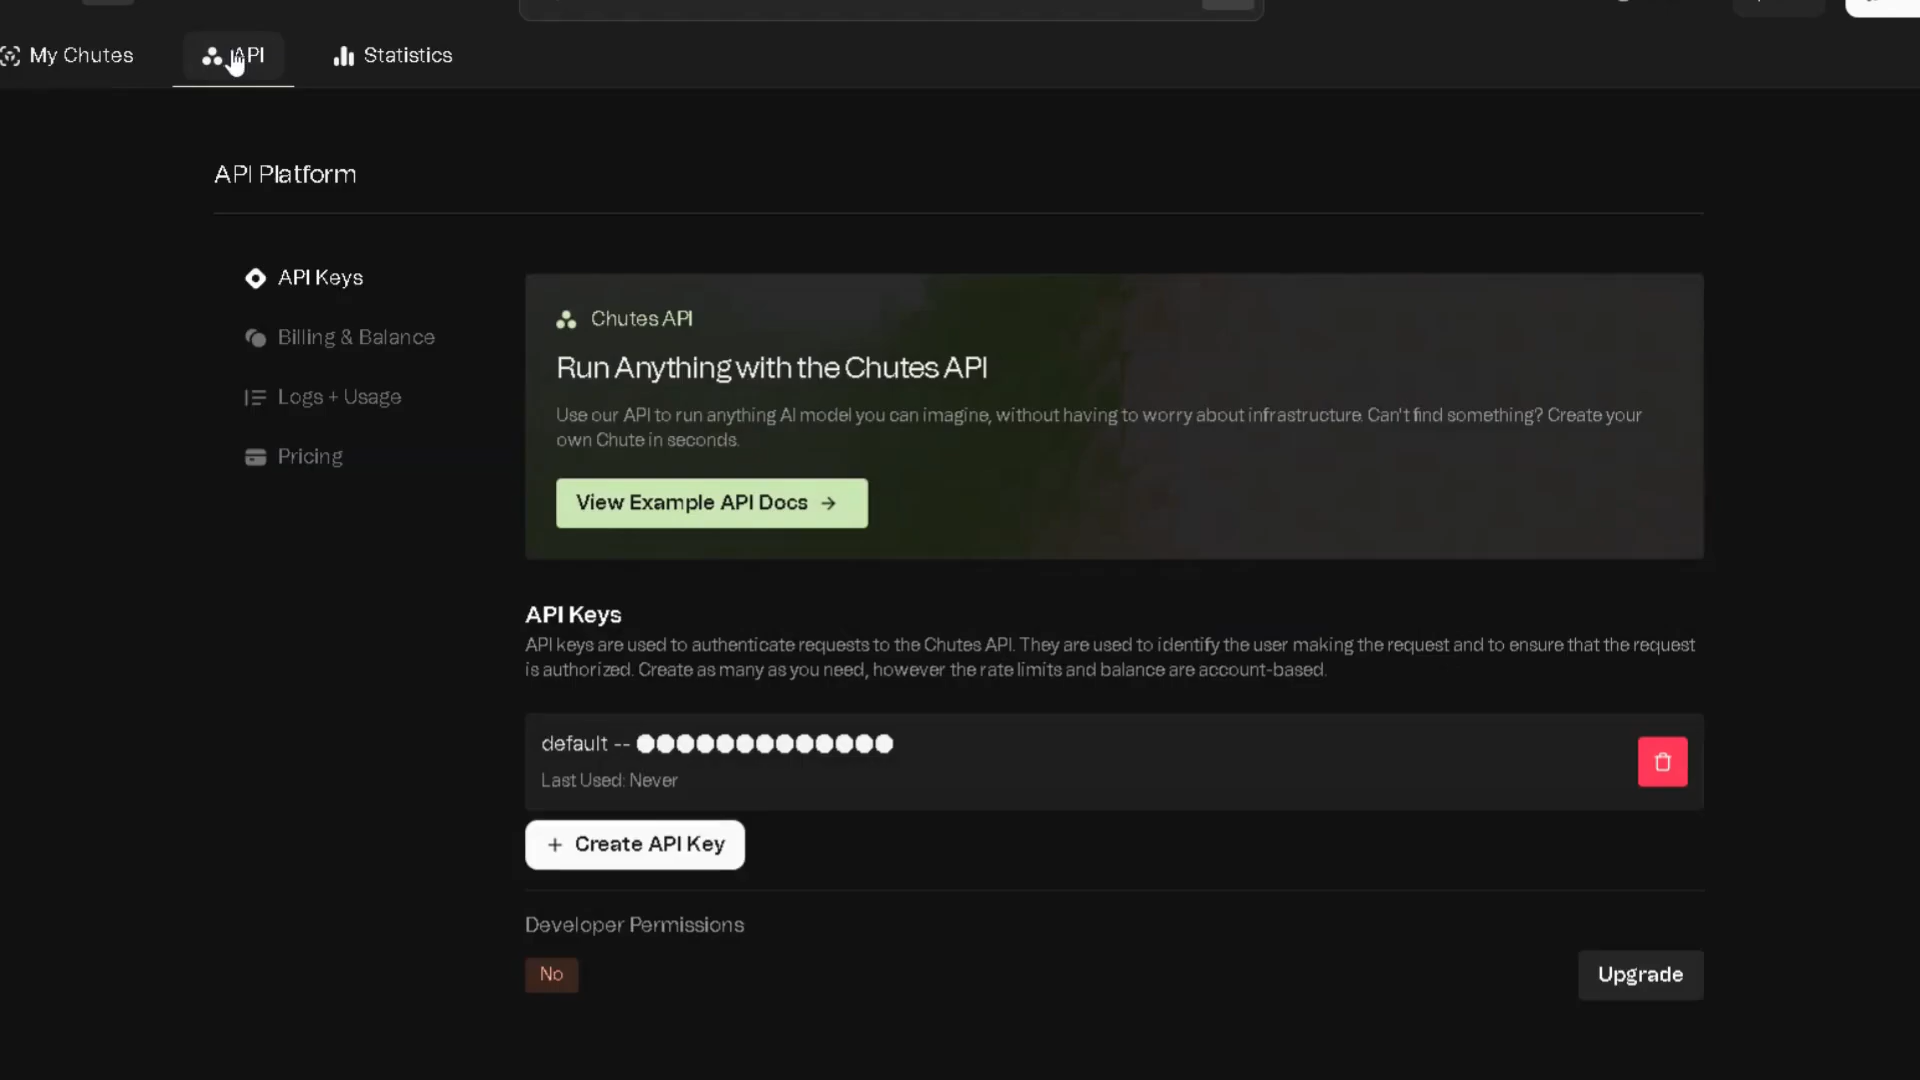 My Chutes
API
Statistics
API Platform
API Keys
Billing & Balance
Logs + Usage
Pricing
Chutes API
Run Anything with the Chutes API
Use our API to run anything AI model you can imagine, without having to worry about infrastructure. Can't find something? Create your
own Chute in seconds.
View Example API Docs →
API Keys
API keys are used to authenticate requests to the Chutes API. They are used to identify the user making the request and to ensure that the request
is authorized. Create as many as you need, however the rate limits and balance are account-based.
default -- ●●●●●●●●●●●●●
Last Used: Never
+ Create API Key
Developer Permissions
No
Upgrade